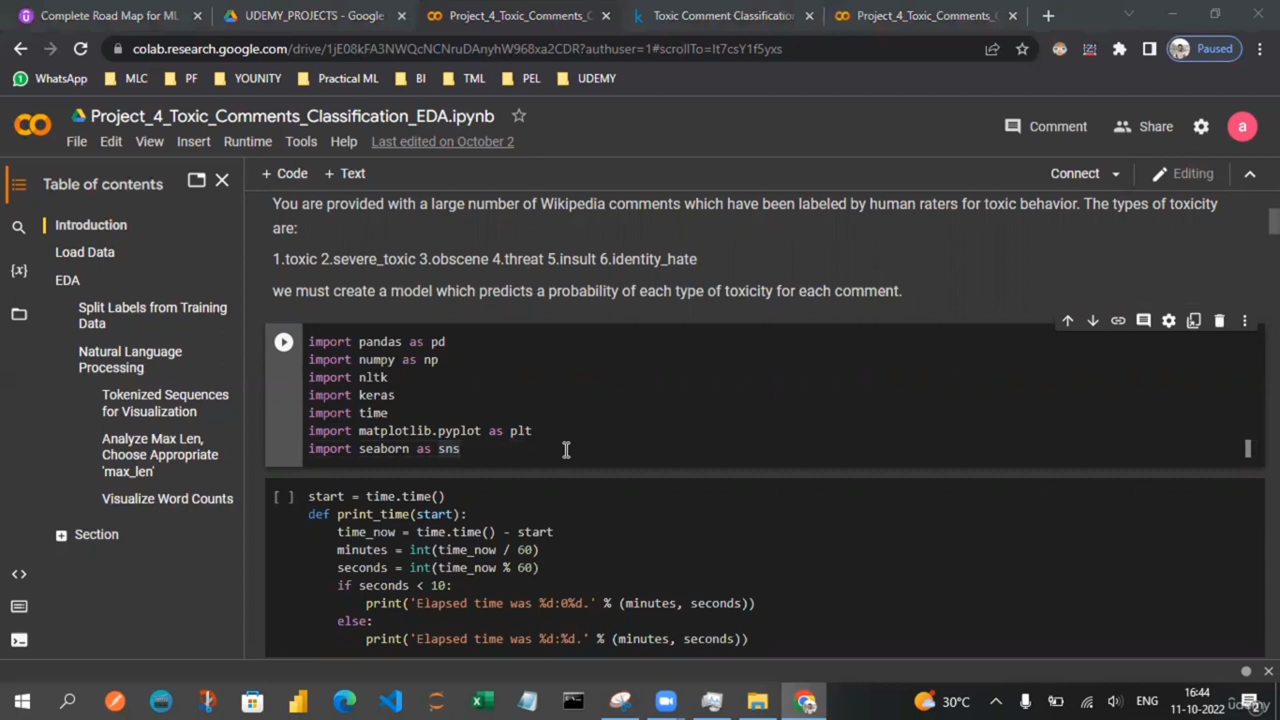 Complete Road Map for ML
UDEMY_PROJECTS - Google
Project_4_Toxic_Comments_C
Toxic Comment Classification
Project_4_Toxic_Comments_
colab.research.google.com/drive/1jE08kFA3NWQcNCNruDAnyhW968xa2CDR?authuser=1#scrollTo=It7csY1f5yxs
Paused
WhatsApp MLC PF YOUNITY Practical ML BI TML PEL UDEMY
Project_4_Toxic_Comments_Classification_EDA.ipynb
File Edit View Insert Runtime Tools Help Last edited on October 2
Comment Share a
Table of contents
+ Code + Text
Connect Editing
Introduction
Load Data
EDA
Split Labels from Training
Data
Natural Language
Processing
Tokenized Sequences
for Visualization
Analyze Max Len,
Choose Appropriate
'max_len'
Visualize Word Counts
Section
You are provided with a large number of Wikipedia comments which have been labeled by human raters for toxic behavior. The types of toxicity
are:
1.toxic 2.severe_toxic 3.obscene 4.threat 5.insult 6.identity_hate
we must create a model which predicts a probability of each type of toxicity for each comment.
import pandas as pd
import numpy as np
import nltk
import keras
import time
import matplotlib.pyplot as plt
import seaborn as sns
[ ] start = time.time()
def print_time(start):
time_now = time.time() - start
minutes = int(time_now / 60)
seconds = int(time_now % 60)
if seconds < 10:
print('Elapsed time was %d:0%d.' % (minutes, seconds))
else:
print('Elapsed time was %d:%d.' % (minutes, seconds))
30°C
ENG
16:44
11-10-2022
udemy